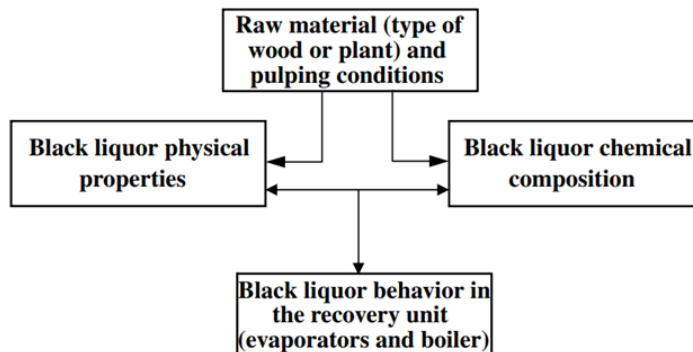 Raw material (type of
wood or plant) and
pulping conditions
Black liquor physical
properties
Black liquor chemical
composition
Black liquor behavior in
the recovery unit
(evaporators and boiler)